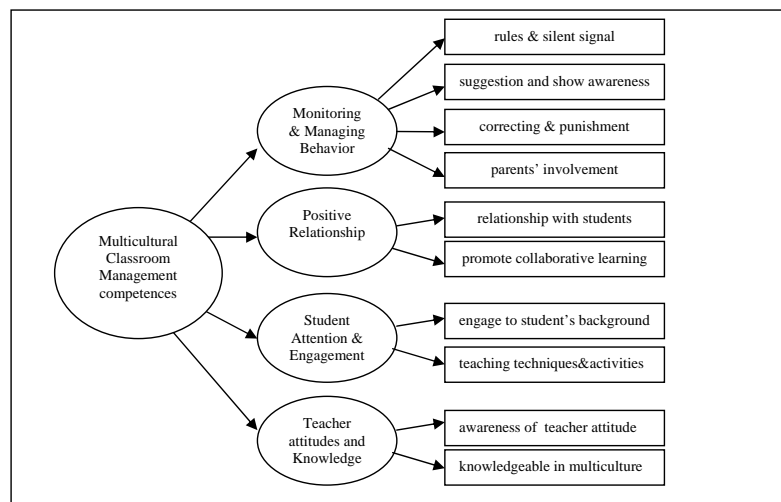 Multicultural
Classroom
Management
competences
Monitoring
& Managing
Behavior
rules & silent signal
suggestion and show awareness
correcting & punishment
parents' involvement
Positive
Relationship
relationship with students
promote collaborative learning
Student
Attention &
Engagement
engage to student's background
teaching techniques&activities
Teacher
attitudes and
Knowledge
awareness of teacher attitude
knowledgeable in multiculture